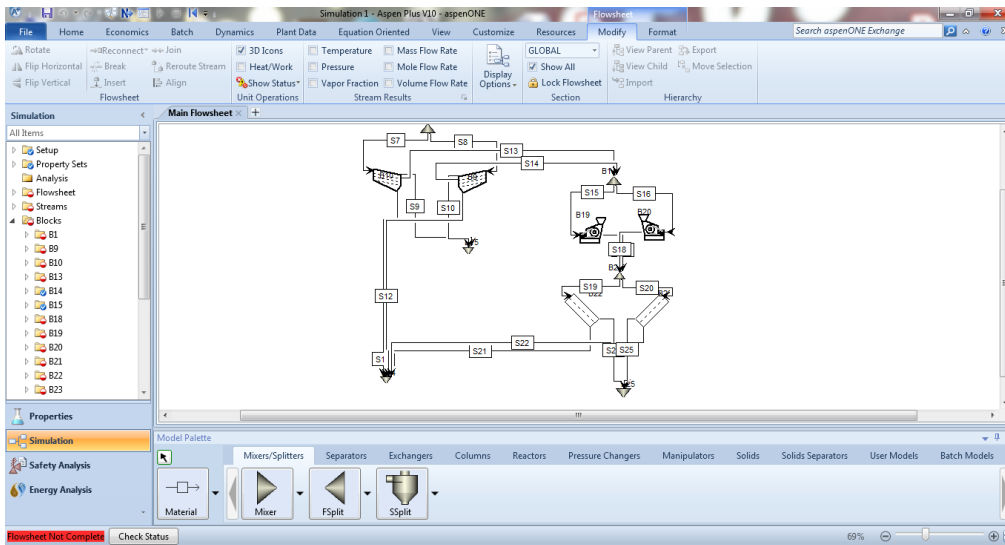 Simulation 1 - Aspen Plus V10 - aspenONE
Flowsheet
File Home Economics Batch Dynamics Plant Data Equation Oriented View Customize Resources Modify Format
Search aspenONE Exchange
Rotate Reconnect Join 3D Icons Temperature Mass Flow Rate GLOBAL View Parent Export
Flip Horizontal Break Reroute Stream Heat/Work Pressure Mole Flow Rate Display Options Show All View Child Move Selection
Flip Vertical Insert Align Show Status Vapor Fraction Volume Flow Rate Lock Flowsheet Import
Flowsheet Unit Operations Stream Results Section Hierarchy
Simulation
Main Flowsheet
All Items
Setup
Property Sets
Analysis
Flowsheet
Streams
Blocks
B1
B9
B10
B13
B14
B15
B18
B19
B20
B21
B22
B23
S7
S8
S13
S14
S15
S16
S9
S10
B19
B20
S18
S19
S20
S12
S22
S21
S25
Properties
Simulation
Safety Analysis
Energy Analysis
Model Palette
Mixers/Splitters Separators Exchangers Columns Reactors Pressure Changers Manipulators Solids Solids Separators User Models Batch Models
Material Mixer FSplit SSplit
Flowsheet Not Complete Check Status
69%